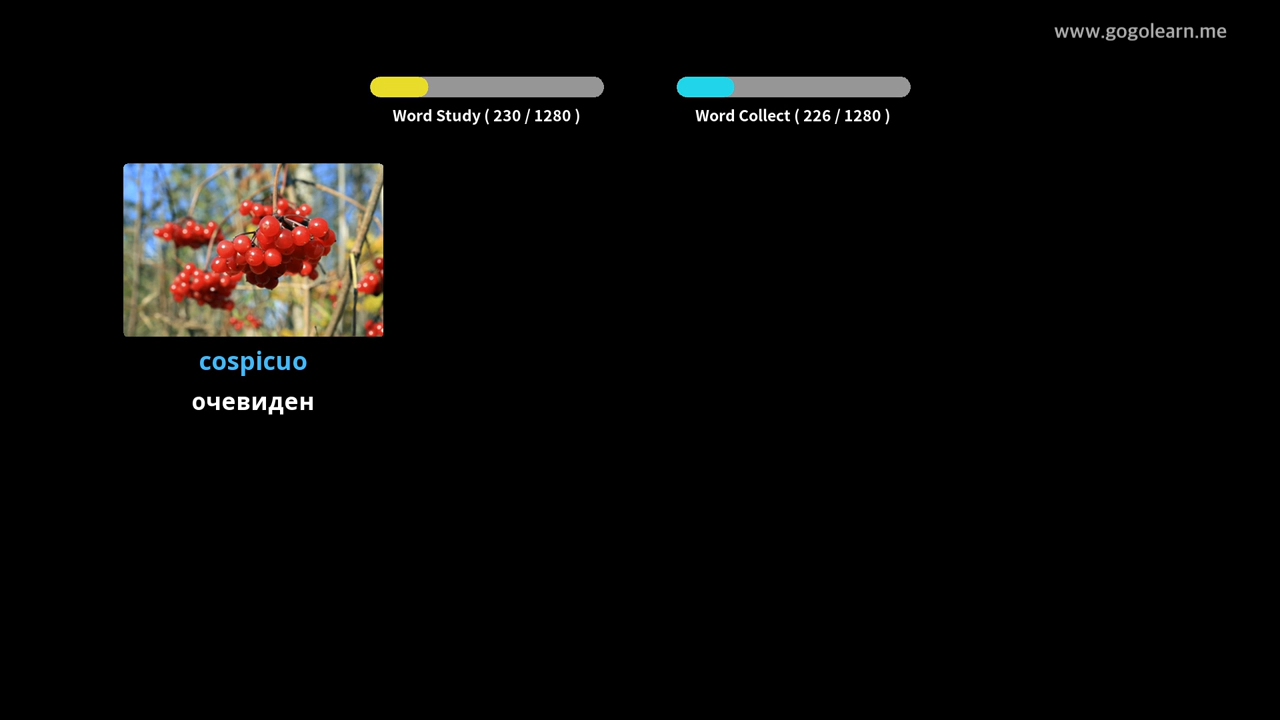 www.gogolearn.me
Word Study ( 230 / 1280 )
Word Collect ( 226 / 1280 )
cospicuo
очевиден